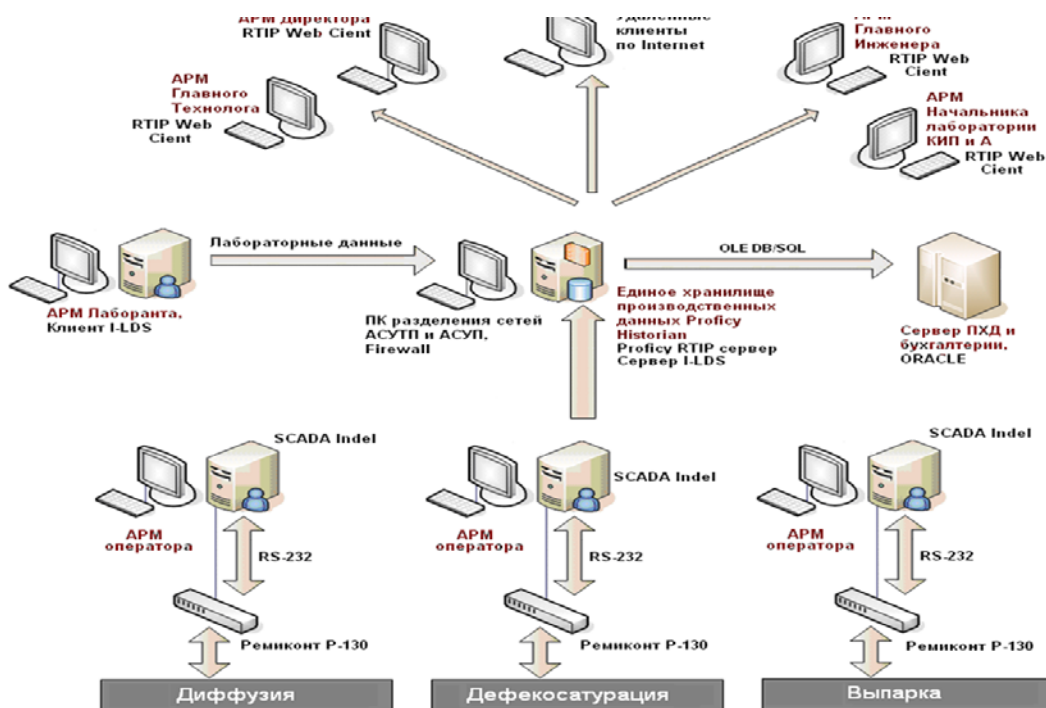 АРМ Директора
RTIP Web Cient
Удаленные
клиенты
по Internet
АРМ
Главного
Инженера
RTIP Web
Cient
АРМ
Главного
Технолога
RTIP Web
Cient
АРМ
Начальника
лаборатории
КИП и А
RTIP Web
Cient
Лабораторные данные
OLE DB/SQL
АРМ Лаборанта,
Клиент I-LDS
ПК разделения сетей
АСУТП и АСУП,
Firewall
Единое хранилище
производственных
данных Proficy
Historian
Proficy RTIP сервер
Сервер I-LDS
Сервер ПХД и
бухгалтерии,
ORACLE
SCADA Indel
SCADA Indel
SCADA Indel
АРМ
оператора
RS-232
АРМ
оператора
RS-232
АРМ
оператора
RS-232
Ремиконт Р-130
Ремиконт Р-130
Ремиконт Р-130
Диффузия
Дефекосатурация
Выпарка